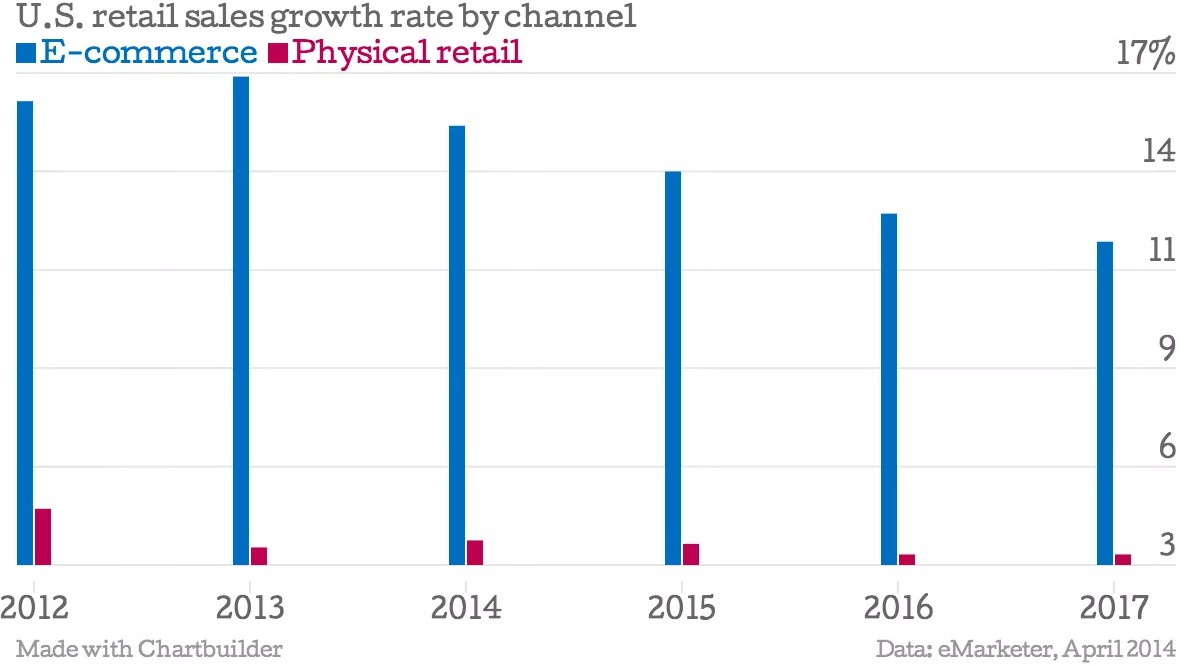 U.S. retail sales growth rate by channel
E-commerce Physical retail
17%
14
11
9
6
3
2012 2013 2014 2015 2016 2017
Made with Chartbuilder Data: eMarketer, April 2014